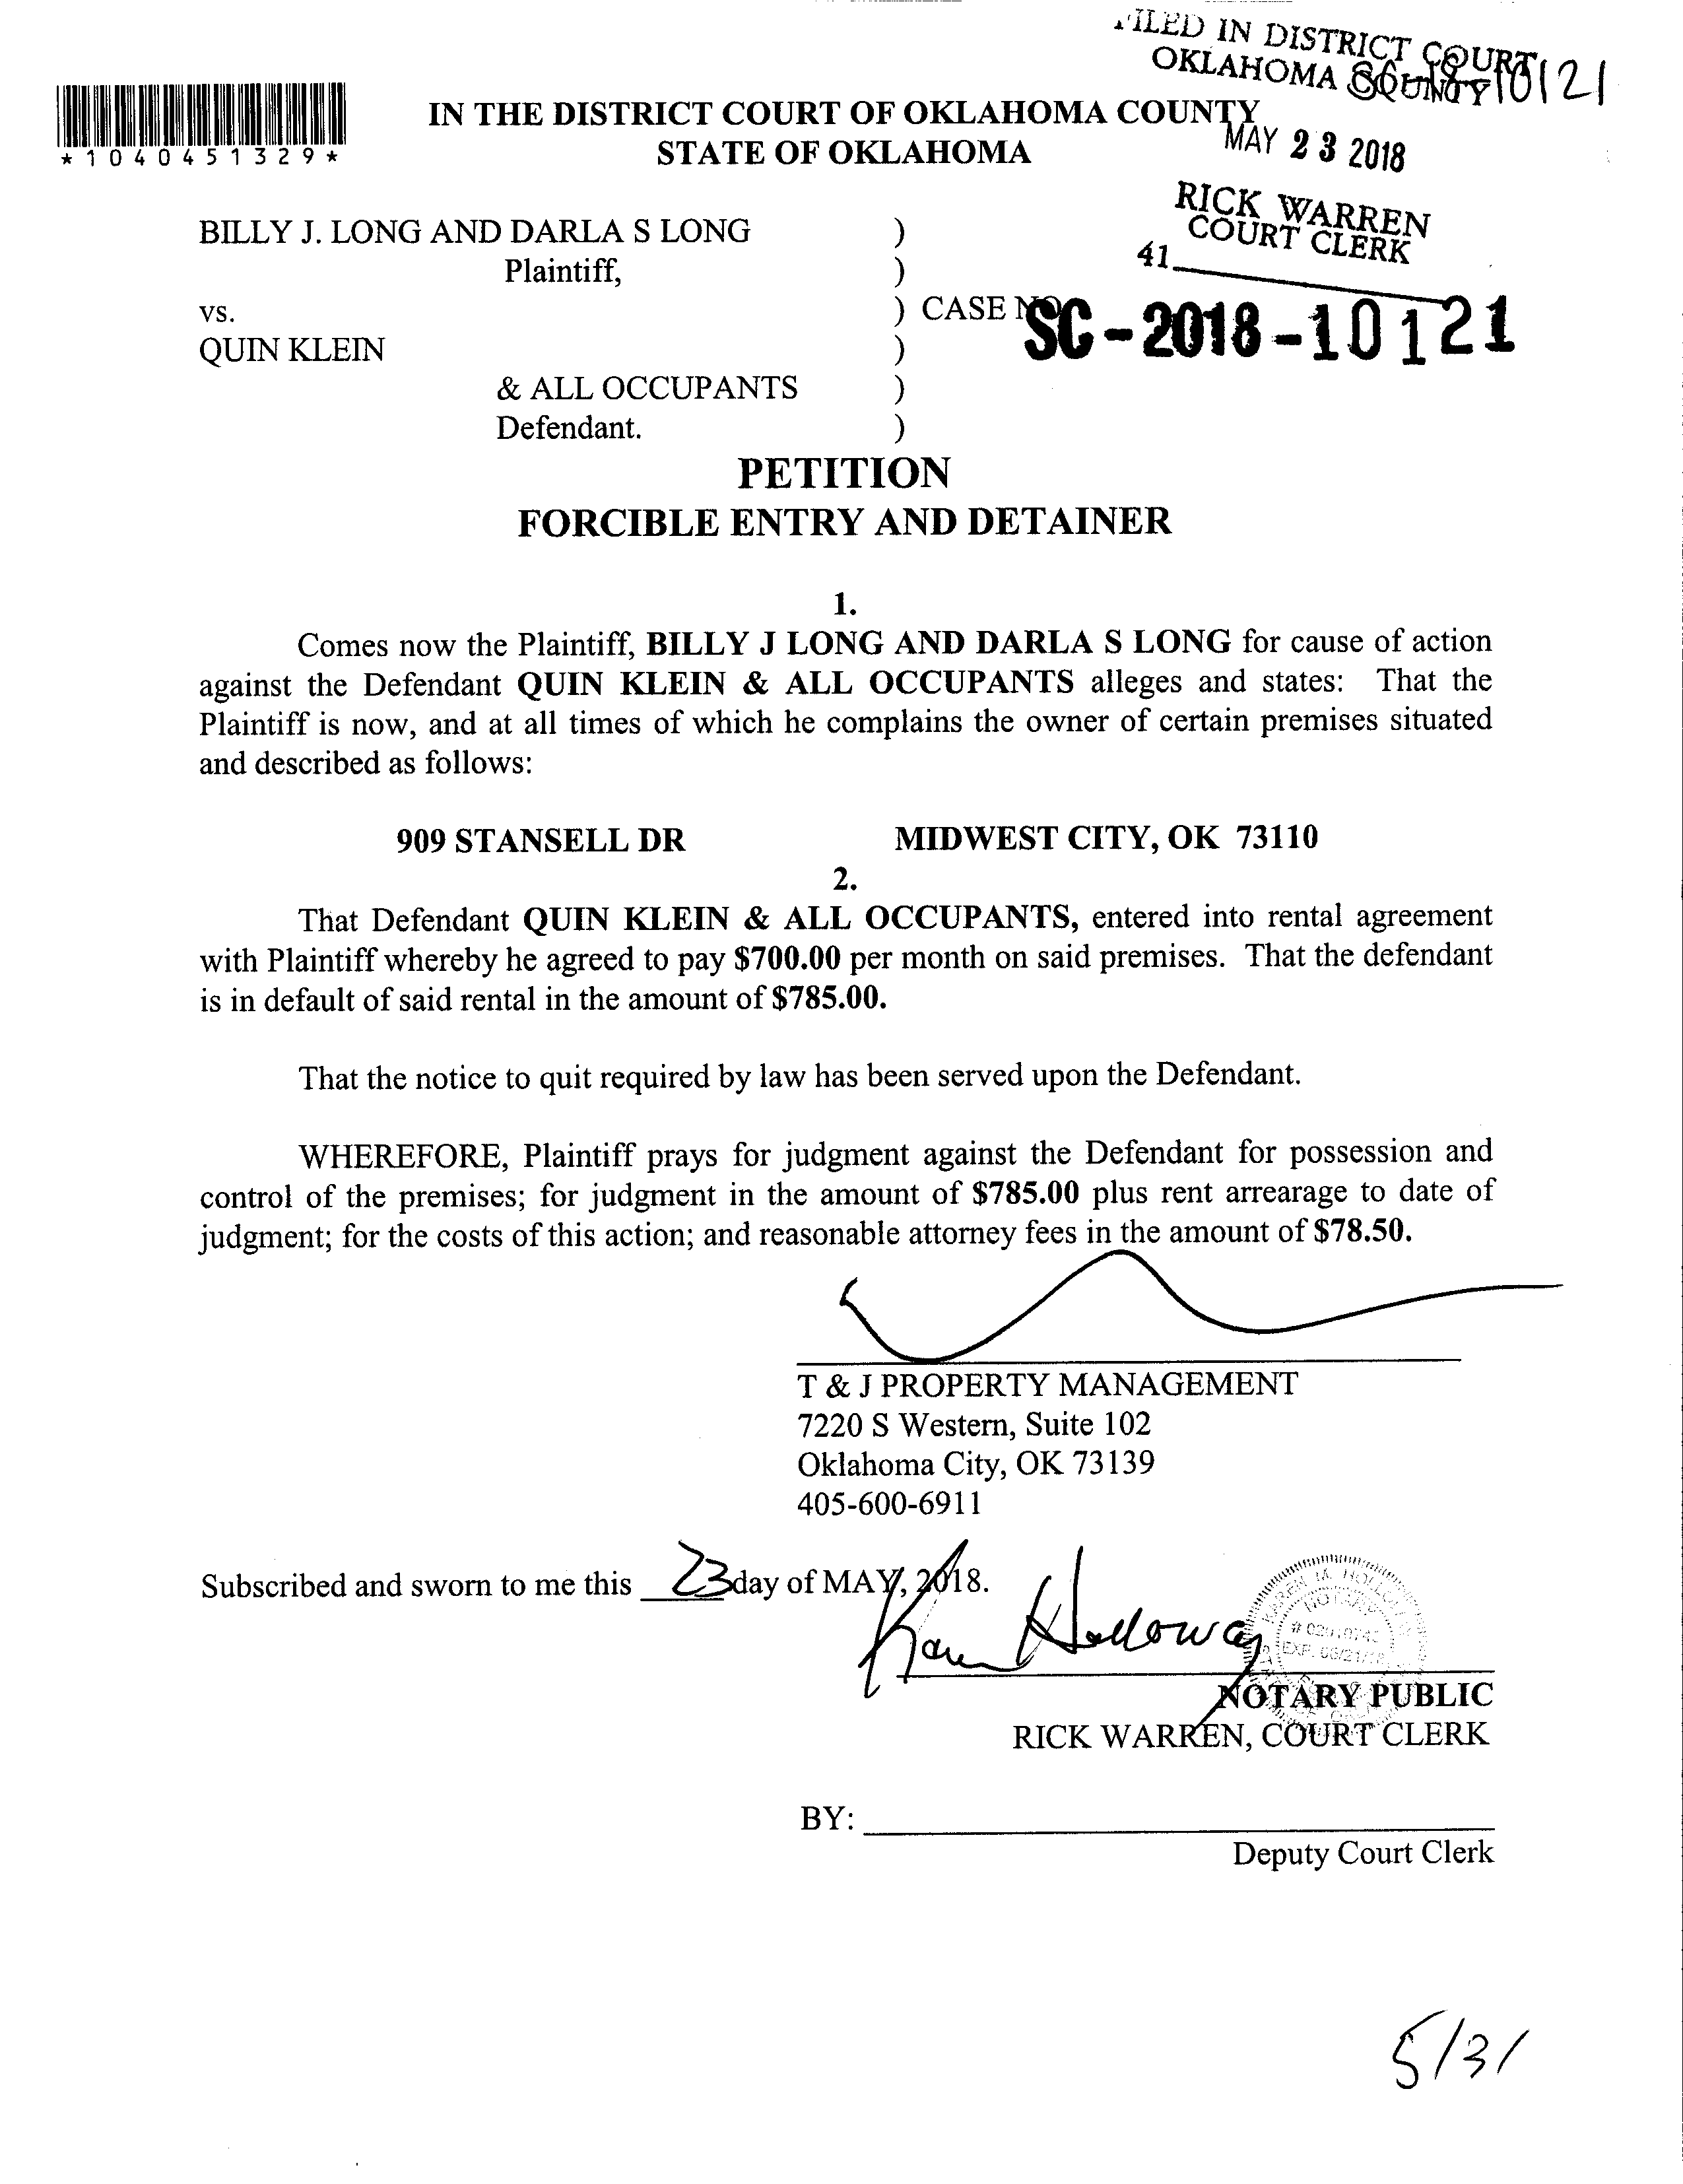 FILED IN DISTRICT COURT
OKLAHOMA COUNTY
10121
*1040451329*
IN THE DISTRICT COURT OF OKLAHOMA COUNTY
STATE OF OKLAHOMA
MAY 23 2018
RICK WARREN
COURT CLERK
41
BILLY J. LONG AND DARLA S LONG )
Plaintiff, )
vs. ) CASE NO.
SC-2018-10121
QUIN KLEIN )
& ALL OCCUPANTS )
Defendant. )
PETITION
FORCIBLE ENTRY AND DETAINER
1.
Comes now the Plaintiff, BILLY J LONG AND DARLA S LONG for cause of action
against the Defendant QUIN KLEIN & ALL OCCUPANTS alleges and states: That the
Plaintiff is now, and at all times of which he complains the owner of certain premises situated
and described as follows:
909 STANSELL DR MIDWEST CITY, OK 73110
2.
That Defendant QUIN KLEIN & ALL OCCUPANTS, entered into rental agreement
with Plaintiff whereby he agreed to pay $700.00 per month on said premises. That the defendant
is in default of said rental in the amount of $785.00.
That the notice to quit required by law has been served upon the Defendant.
WHEREFORE, Plaintiff prays for judgment against the Defendant for possession and
control of the premises; for judgment in the amount of $785.00 plus rent arrearage to date of
judgment; for the costs of this action; and reasonable attorney fees in the amount of $78.50.
T & J PROPERTY MANAGEMENT
7220 S Western, Suite 102
Oklahoma City, OK 73139
405-600-6911
Subscribed and sworn to me this 23 day of MAY, 2018.
Karen Holloway
NOTARY PUBLIC
RICK WARREN, COURT CLERK
BY:
Deputy Court Clerk
5/31